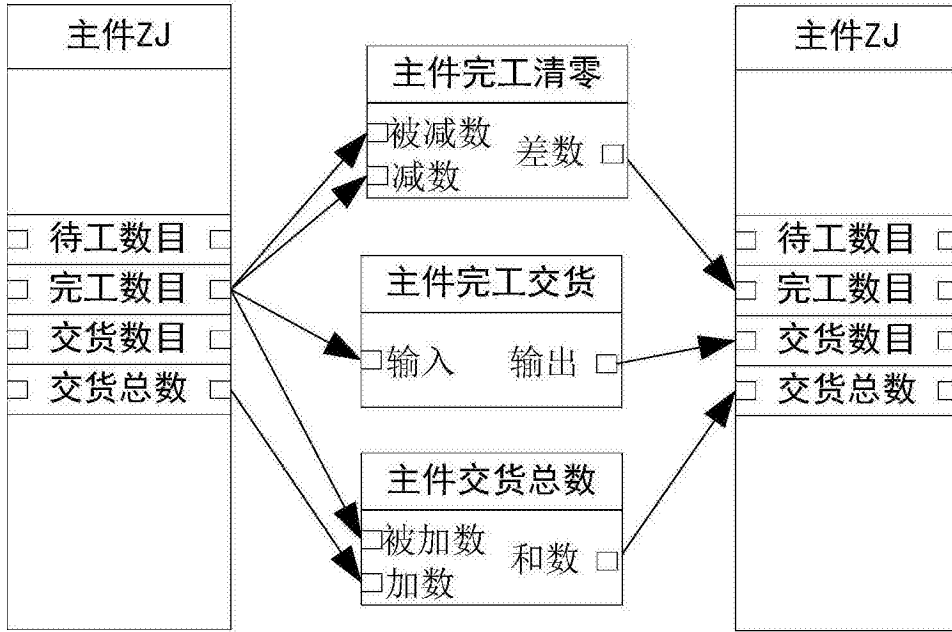 主件ZJ
待工数目
完工数目
交货数目
交货总数
主件完工清零
被减数
差数
减数
主件完工交货
输入
输出
主件交货总数
被加数
和数
加数
主件ZJ
待工数目
完工数目
交货数目
交货总数